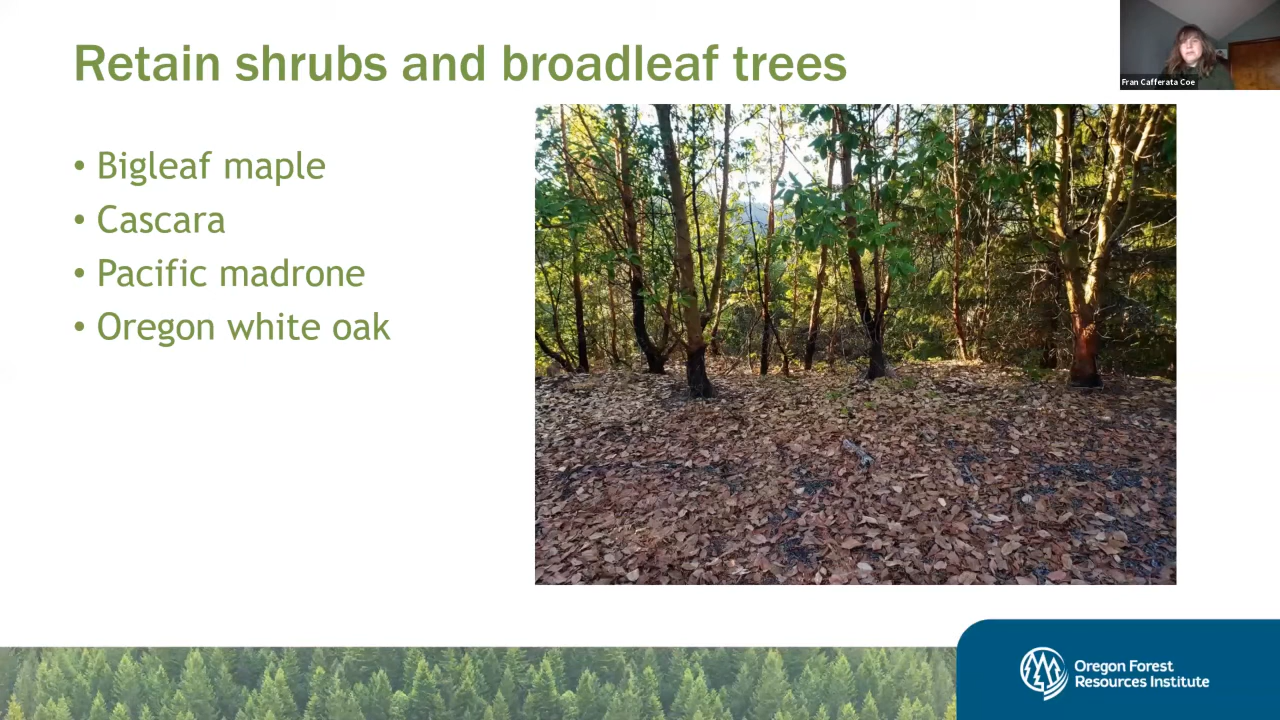 Retain shrubs and broadleaf trees
Fran Cafferata Coe
• Bigleaf maple
• Cascara
• Pacific madrone
• Oregon white oak
Oregon Forest
Resources Institute